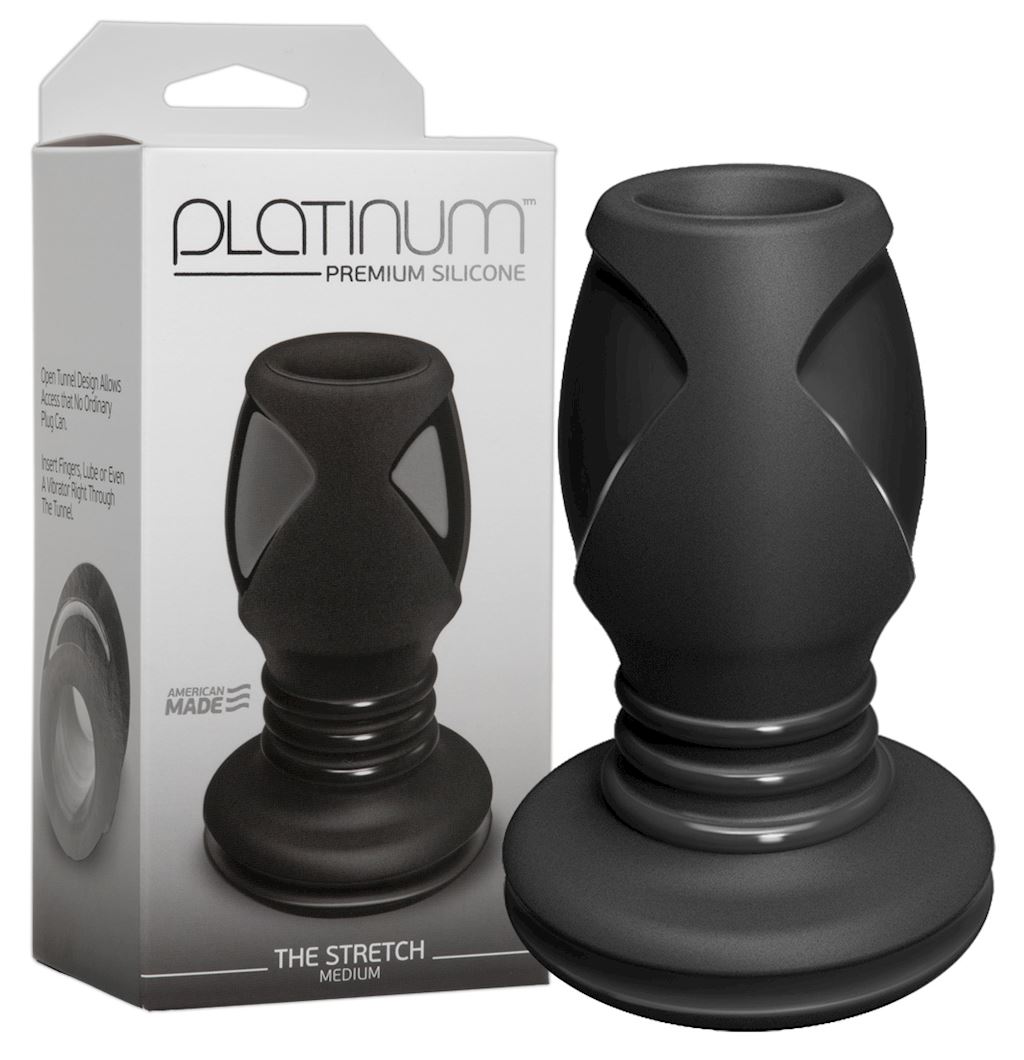 PLATINUM™
PREMIUM SILICONE
Open Tunnel Design Allows
Access that No Ordinary
Plug Can.
Insert Fingers, Lube or Even
A Vibrator Right Through
The Tunnel.
AMERICAN
MADE
THE STRETCH
MEDIUM